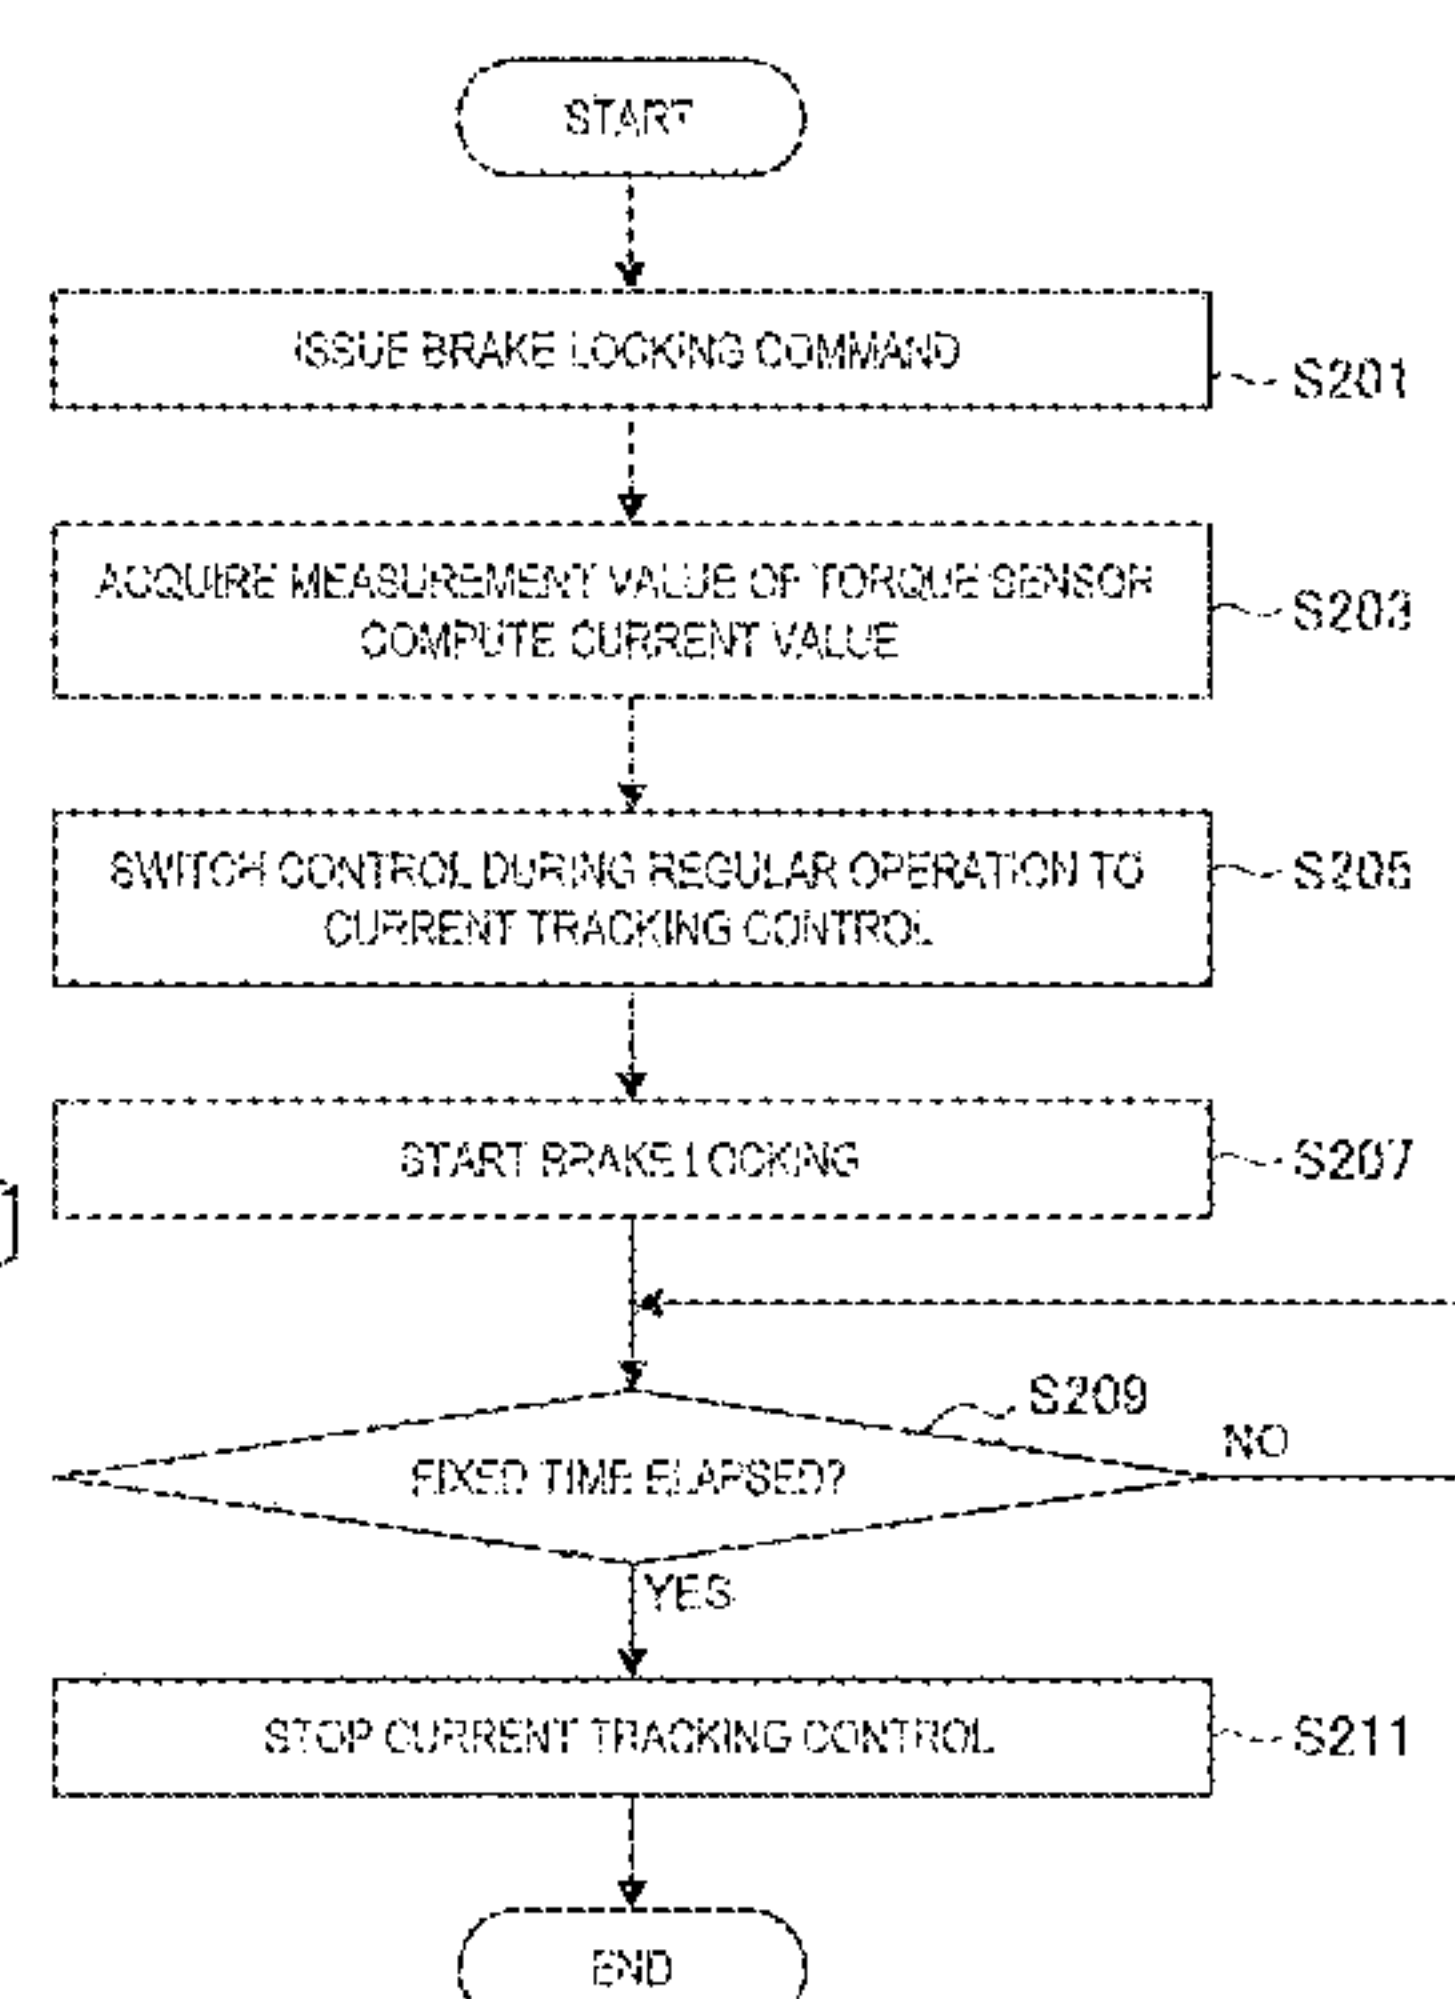 START
ISSUE BRAKE LOCKING COMMAND
S201
ACQUIRE MEASUREMENT VALUE OF TORQUE SENSOR
COMPUTE CURRENT VALUE
S203
SWITCH CONTROL DURING REGULAR OPERATION TO
CURRENT TRACKING CONTROL
S205
START BRAKE LOCKING
S207
S209
NO
FIXED TIME ELAPSED?
YES
STOP CURRENT TRACKING CONTROL
S211
END